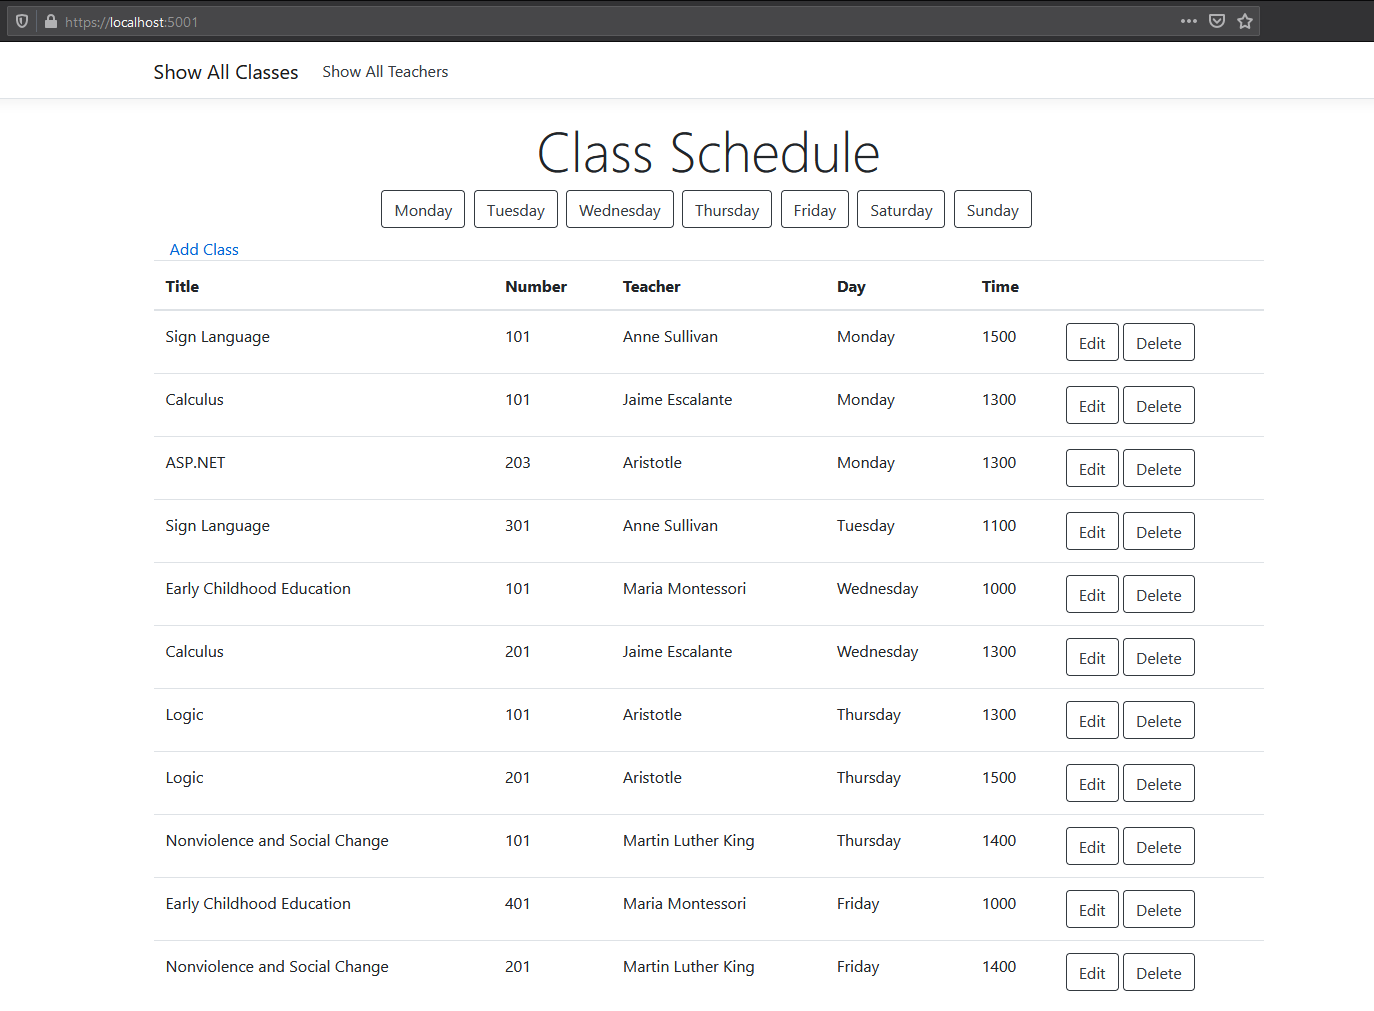 https://localhost:5001
Show All Classes Show All Teachers
Class Schedule
Monday Tuesday Wednesday Thursday Friday Saturday Sunday
Add Class
Title Number Teacher Day Time
Sign Language 101 Anne Sullivan Monday 1500 Edit Delete
Calculus 101 Jaime Escalante Monday 1300 Edit Delete
ASP.NET 203 Aristotle Monday 1300 Edit Delete
Sign Language 301 Anne Sullivan Tuesday 1100 Edit Delete
Early Childhood Education 101 Maria Montessori Wednesday 1000 Edit Delete
Calculus 201 Jaime Escalante Wednesday 1300 Edit Delete
Logic 101 Aristotle Thursday 1300 Edit Delete
Logic 201 Aristotle Thursday 1500 Edit Delete
Nonviolence and Social Change 101 Martin Luther King Thursday 1400 Edit Delete
Early Childhood Education 401 Maria Montessori Friday 1000 Edit Delete
Nonviolence and Social Change 201 Martin Luther King Friday 1400 Edit Delete